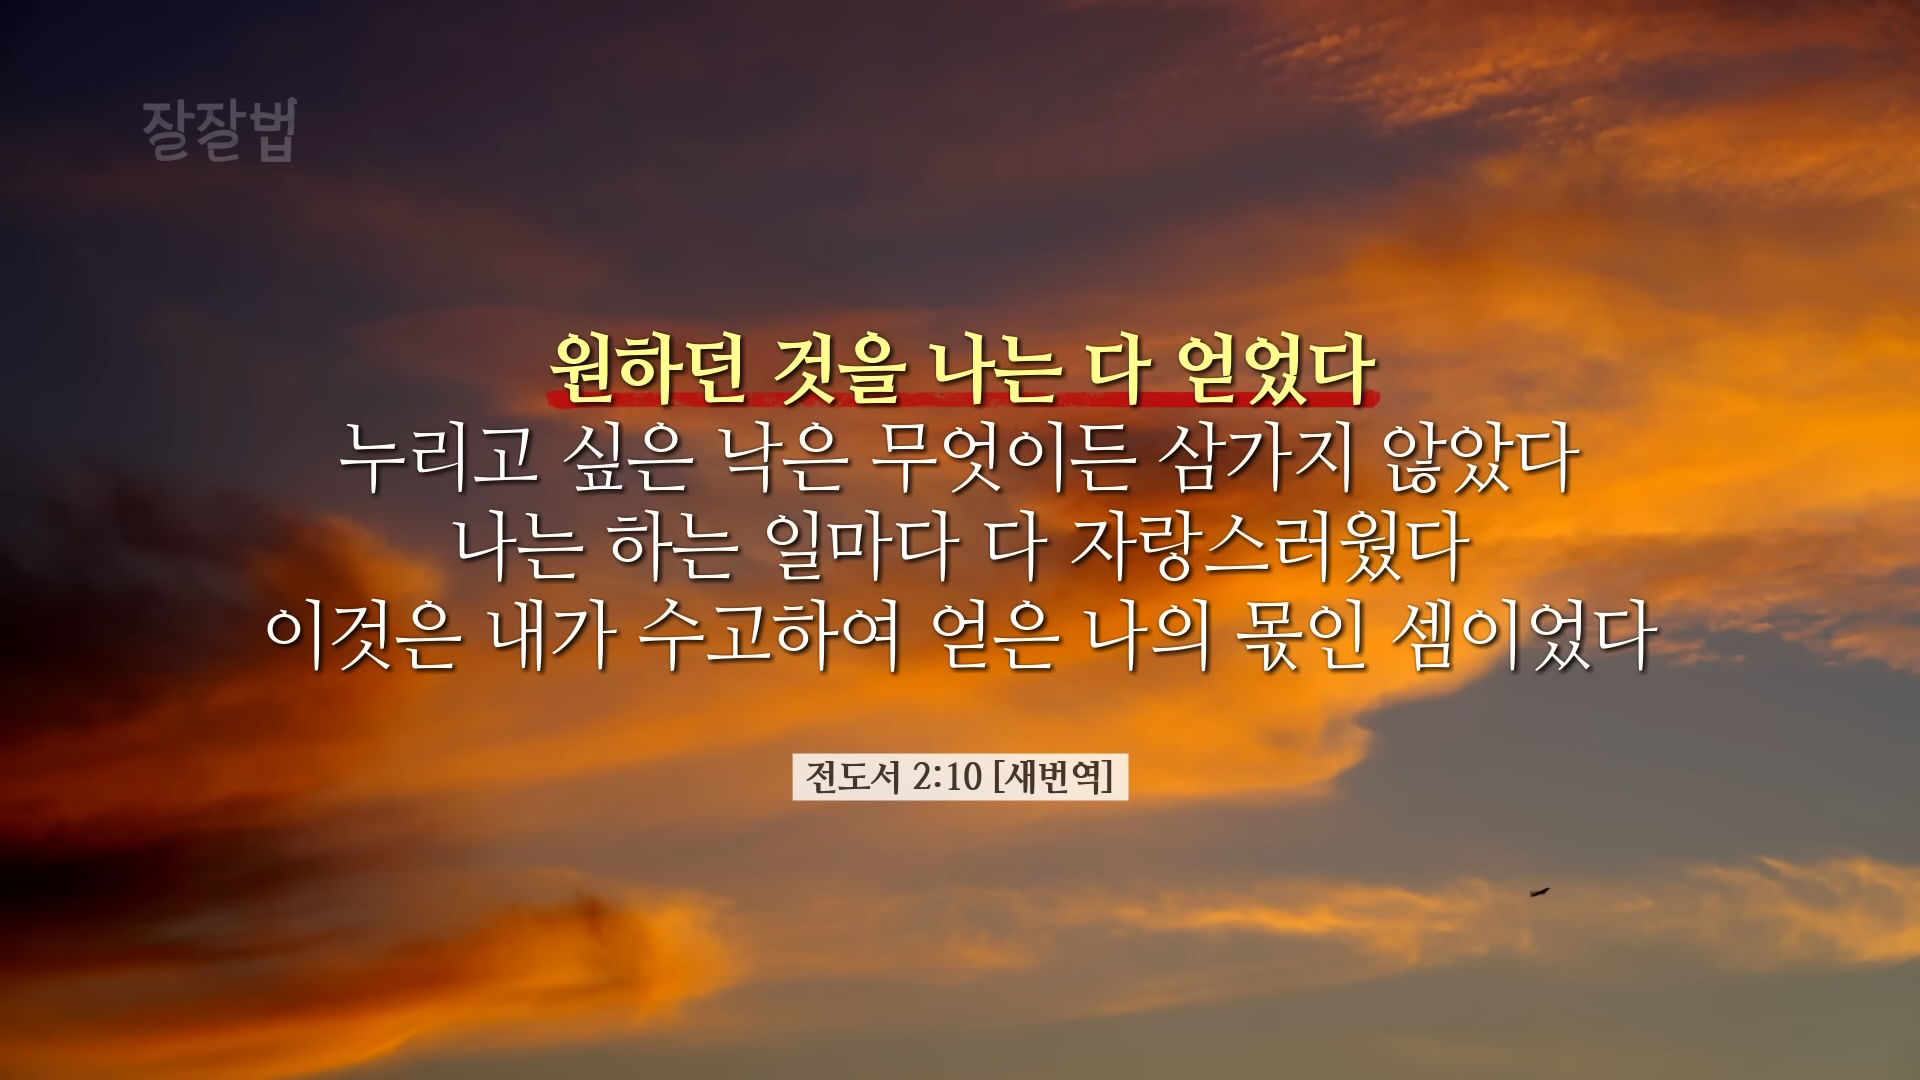 잘잘법
원하던 것을 나는 다 얻었다
누리고 싶은 낙은 무엇이든 삼가지 않았다
나는 하는 일마다 다 자랑스러웠다
이것은 내가 수고하여 얻은 나의 몫인 셈이었다
전도서 2:10 [새번역]